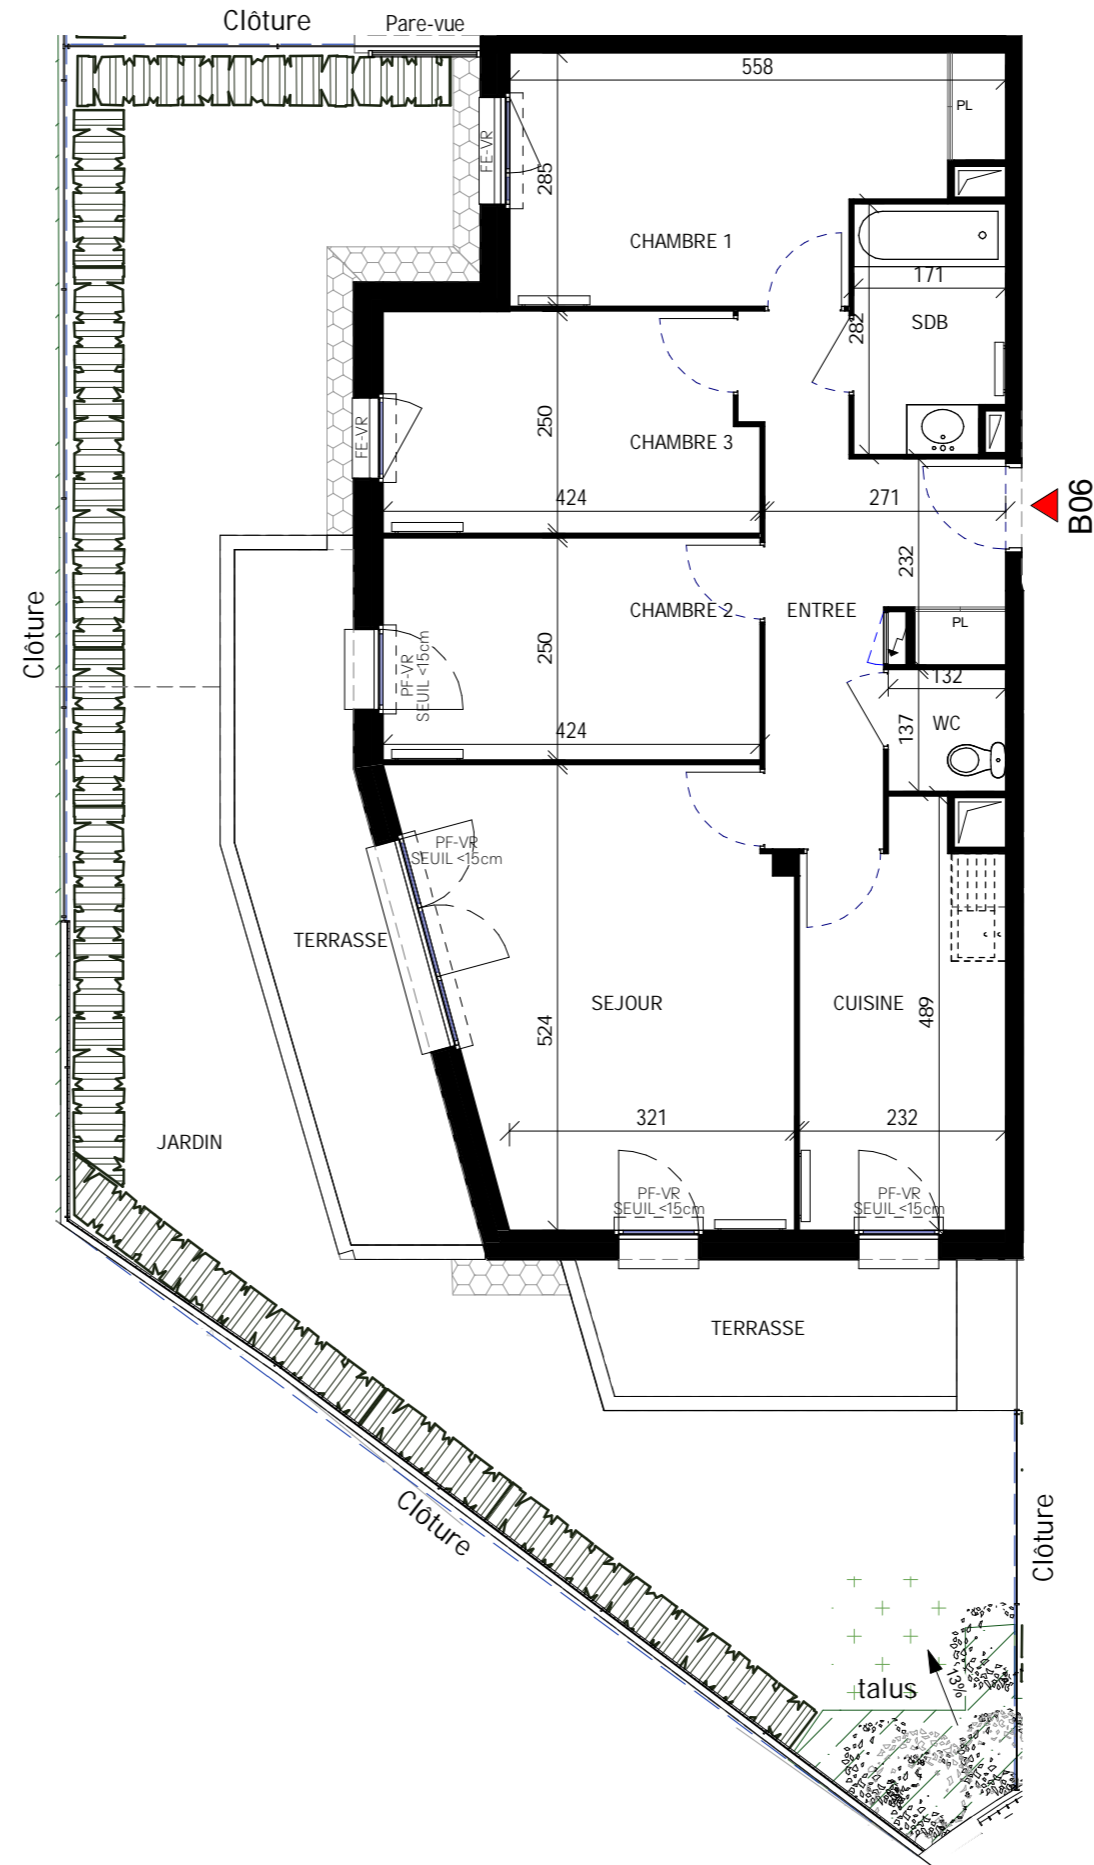 Clôture
Pare-vue
558
PL
FE-VR
285
CHAMBRE 1
171
282
SDB
FE-VR
250
CHAMBRE 3
424
271
B06
232
CHAMBRE 2
ENTREE
PL
Clôture
250
PF-VR
SEUIL <15cm
132
424
137
WC
PF-VR
SEUIL <15cm
TERRASSE
SEJOUR
CUISINE
489
524
321
232
JARDIN
PF-VR
SEUIL <15cm
PF-VR
SEUIL <15cm
TERRASSE
Clôture
Clôture
talus
13%